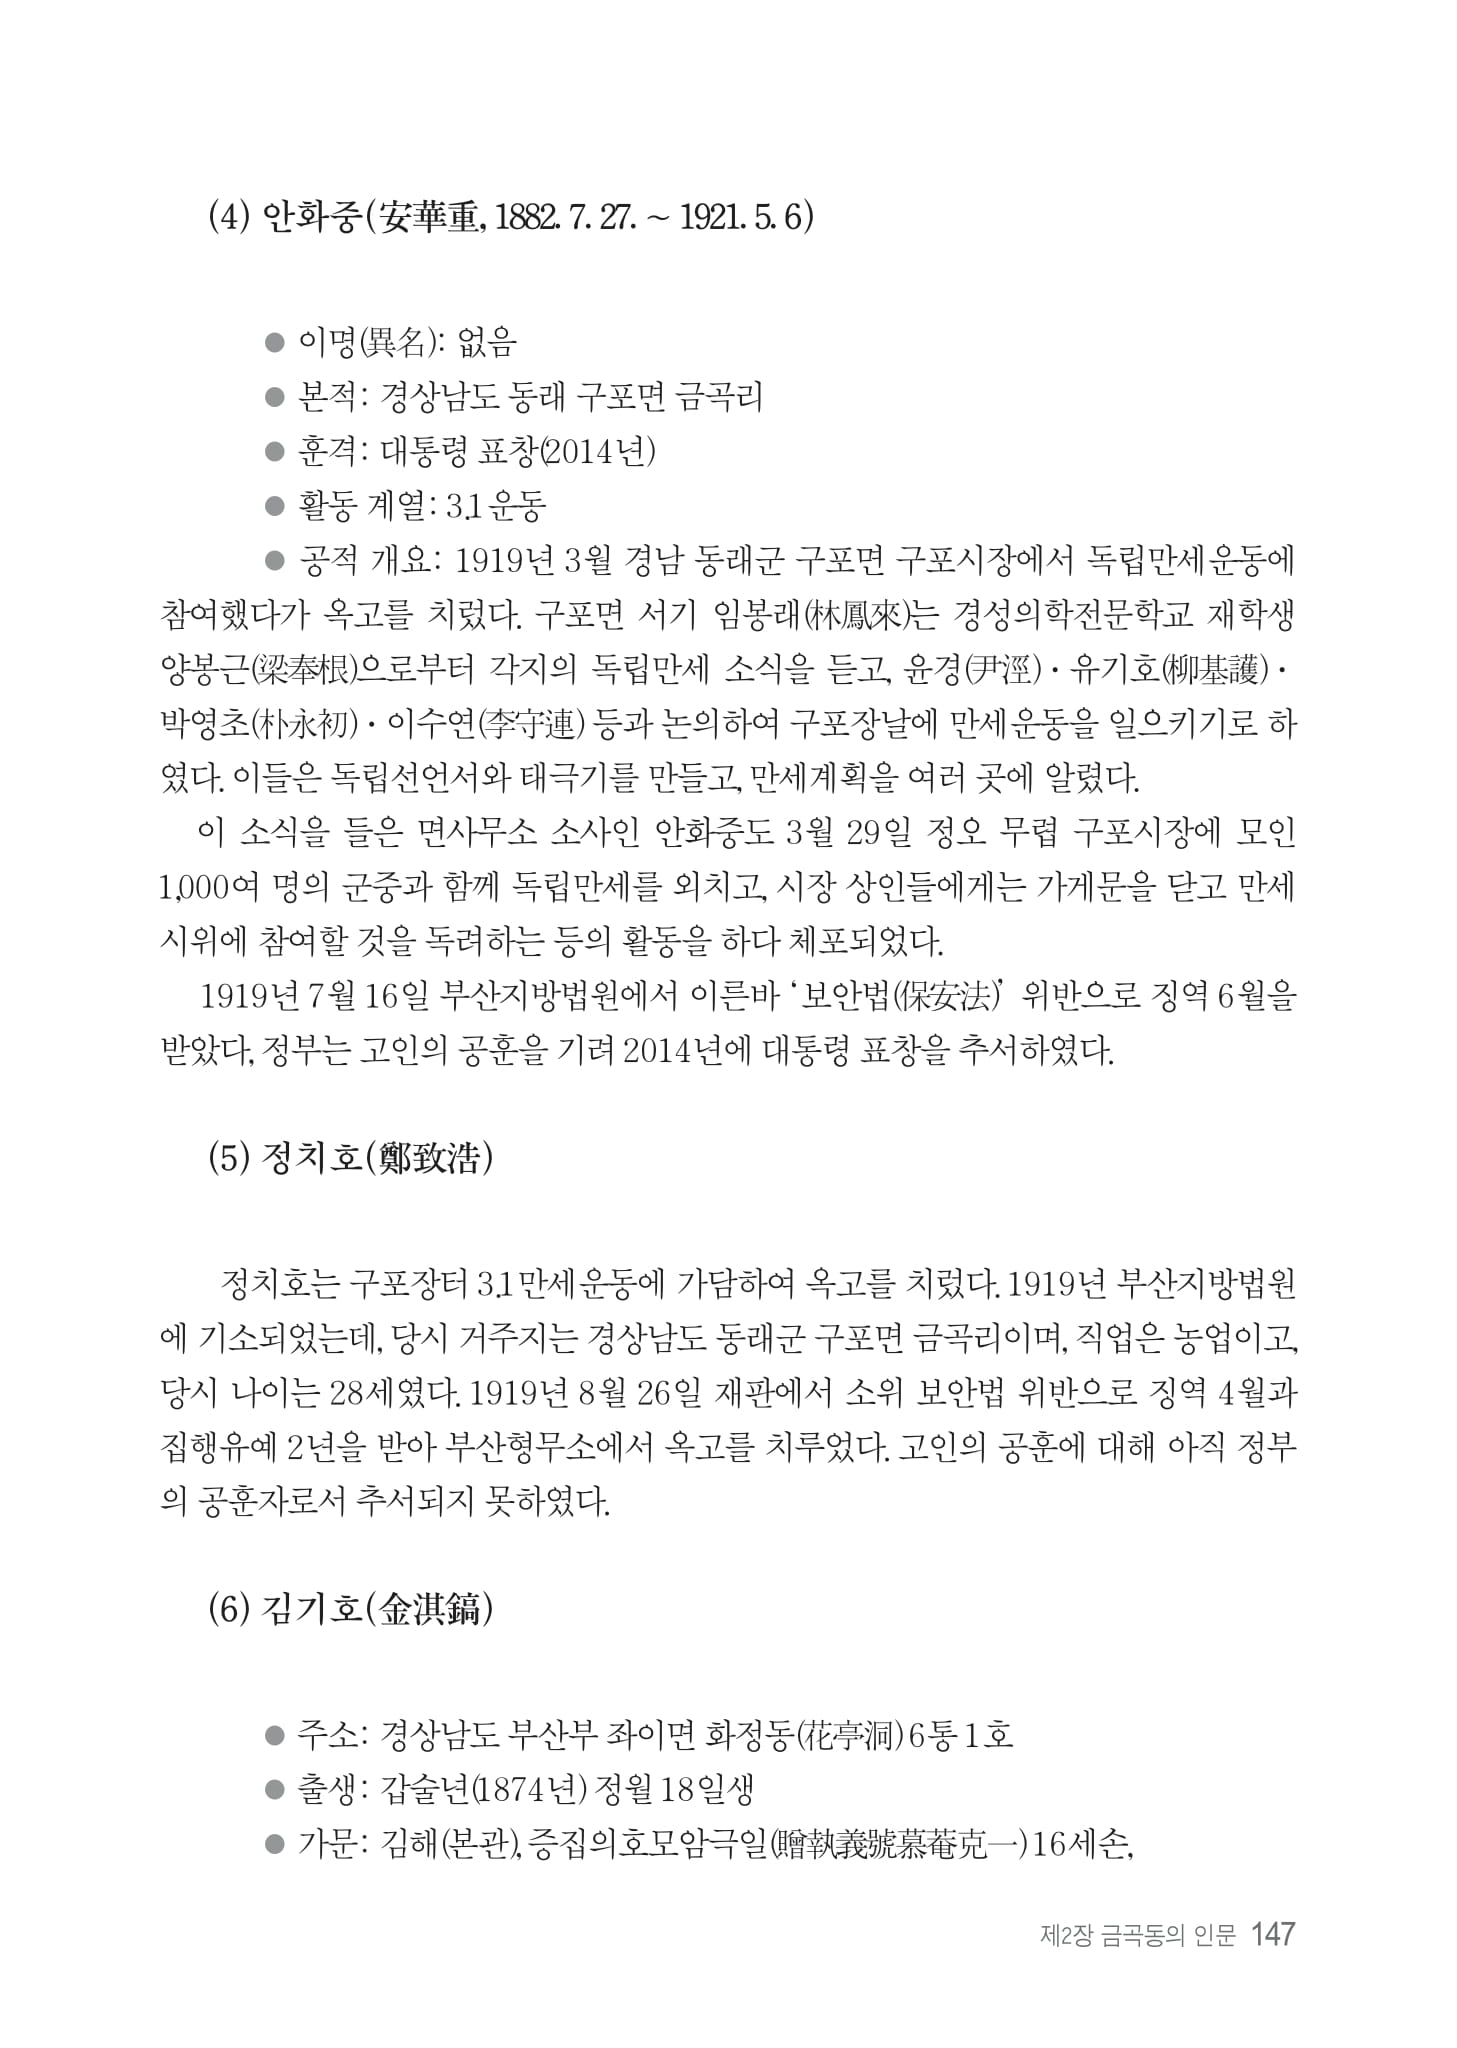 (4) 안화중(安華重, 1882. 7. 27. ~ 1921. 5. 6)
● 이명(異名): 없음
● 본적: 경상남도 동래 구포면 금곡리
● 훈격: 대통령 표창(2014년)
● 활동 계열: 3.1운동
● 공적 개요: 1919년 3월 경남 동래군 구포면 구포시장에서 독립만세운동에
참여했다가 옥고를 치렀다. 구포면 서기 임봉래(林鳳來)는 경성의학전문학교 재학생
양봉근(梁奉根)으로부터 각지의 독립만세 소식을 듣고, 윤경(尹涇)·유기호(柳基護)·
박영초(朴永初)·이수연(李守連) 등과 논의하여 구포장날에 만세운동을 일으키기로 하
였다. 이들은 독립선언서와 태극기를 만들고, 만세계획을 여러 곳에 알렸다.
이 소식을 들은 면사무소 소사인 안화중도 3월 29일 정오 무렵 구포시장에 모인
1,000여 명의 군중과 함께 독립만세를 외치고, 시장 상인들에게는 가게문을 닫고 만세
시위에 참여할 것을 독려하는 등의 활동을 하다 체포되었다.
1919년 7월 16일 부산지방법원에서 이른바 ‘보안법(保安法)’ 위반으로 징역 6월을
받았다, 정부는 고인의 공훈을 기려 2014년에 대통령 표창을 추서하였다.
(5) 정치호(鄭致浩)
정치호는 구포장터 3.1만세운동에 가담하여 옥고를 치렀다. 1919년 부산지방법원
에 기소되었는데, 당시 거주지는 경상남도 동래군 구포면 금곡리이며, 직업은 농업이고,
당시 나이는 28세였다. 1919년 8월 26일 재판에서 소위 보안법 위반으로 징역 4월과
집행유예 2년을 받아 부산형무소에서 옥고를 치루었다. 고인의 공훈에 대해 아직 정부
의 공훈자로서 추서되지 못하였다.
(6) 김기호(金淇鎬)
● 주소: 경상남도 부산부 좌이면 화정동(花亭洞) 6통 1호
● 출생: 갑술년(1874년) 정월 18일생
● 가문: 김해(본관), 증집의호모암극일(贈執義號慕菴克一) 16세손,
제2장 금곡동의 인문 147